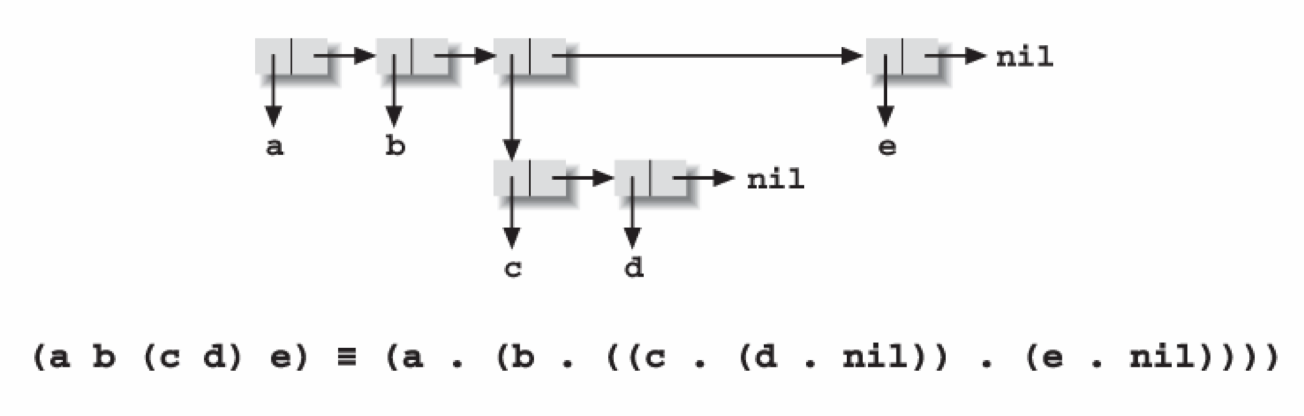 nil
a b e
nil
c d
(a b (c d) e) ≡ (a . (b . ((c . (d . nil)) . (e . nil))))